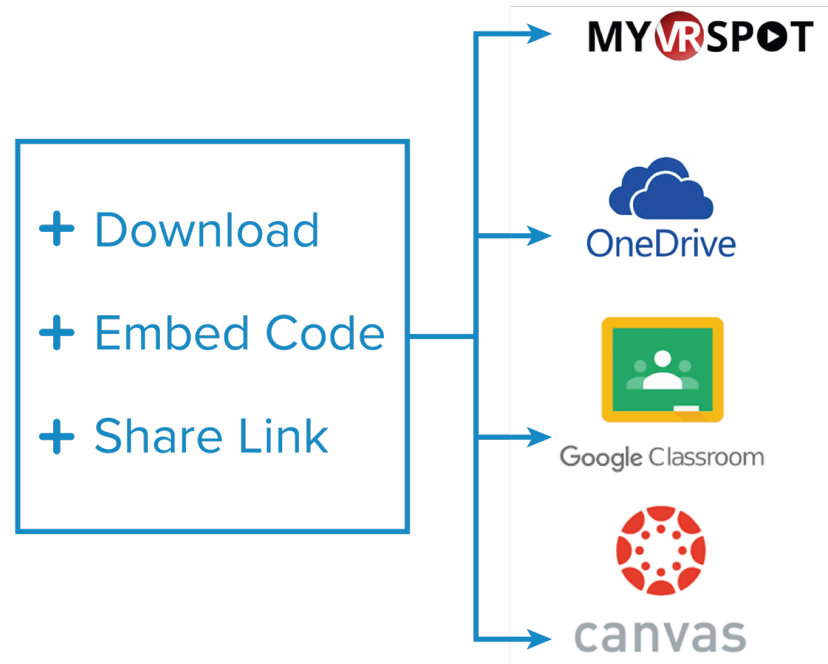 + Download
+ Embed Code
+ Share Link
MYVRSPOT
OneDrive
Google Classroom
canvas